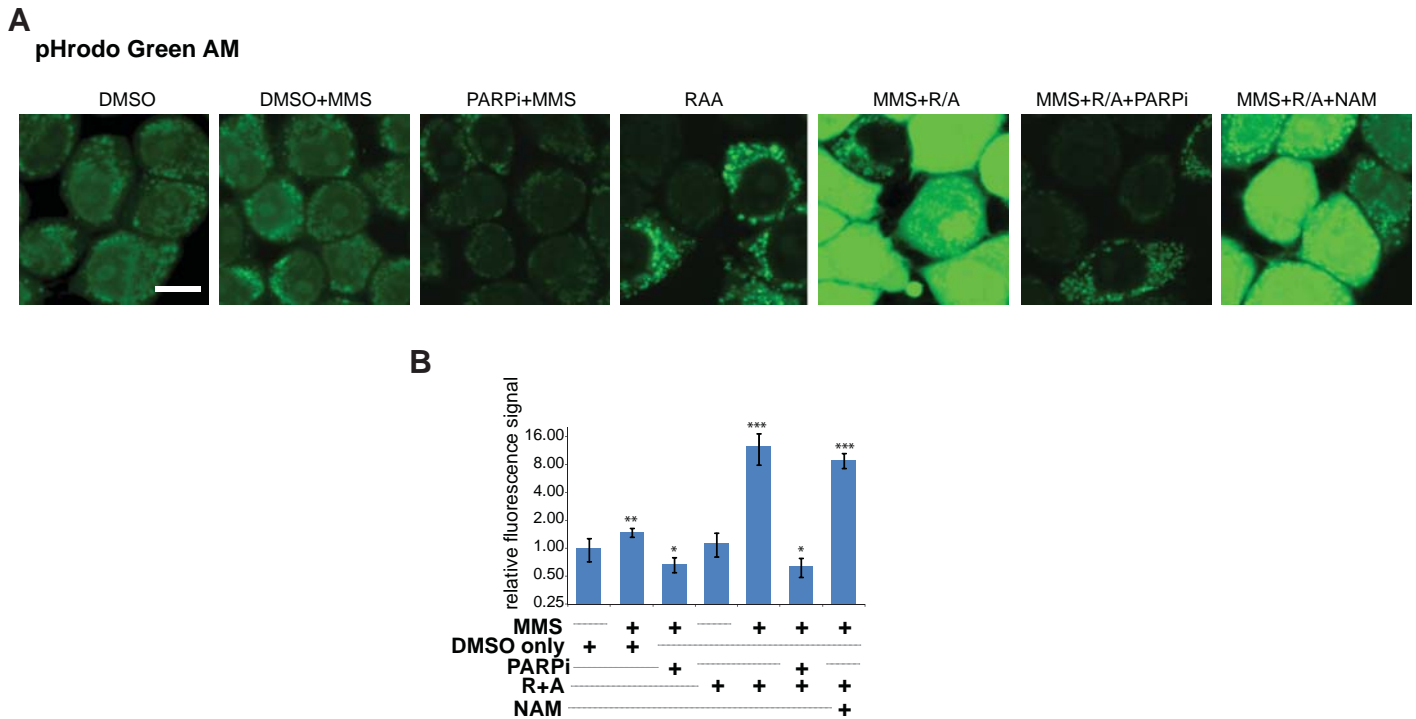 A
pHrodo Green AM
DMSO DMSO+MMS PARPi+MMS RAA MMS+R/A MMS+R/A+PARPi MMS+R/A+NAM
B
relative fluorescence signal
16.00
8.00
4.00
2.00
1.00
0.50
0.25
*** 
***
**
* *
MMS + + + + +
DMSO only + +
PARPi + +
R+A + + + +
NAM +